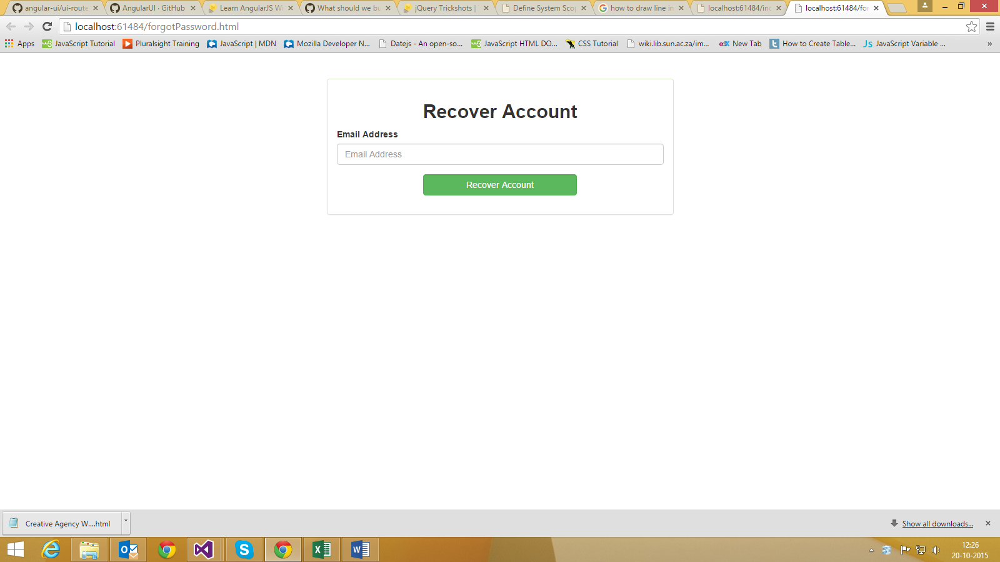 angular-ui/ui-route
AngularUI · GitHub
Learn AngularJS Wi
What should we bu
jQuery Trickshots |
Define System Sco
how to draw line in
localhost:61484/inc
localhost:61484/for
localhost:61484/forgotPassword.html
Apps
JavaScript Tutorial
Pluralsight Training
JavaScript | MDN
Mozilla Developer N...
Datejs - An open-so...
JavaScript HTML DO...
CSS Tutorial
wiki.lib.sun.ac.za/im...
New Tab
How to Create Table...
JavaScript Variable ...
»
Recover Account
Email Address
Email Address
Recover Account
Creative Agency W....html
Show all downloads...
12:26
20-10-2015